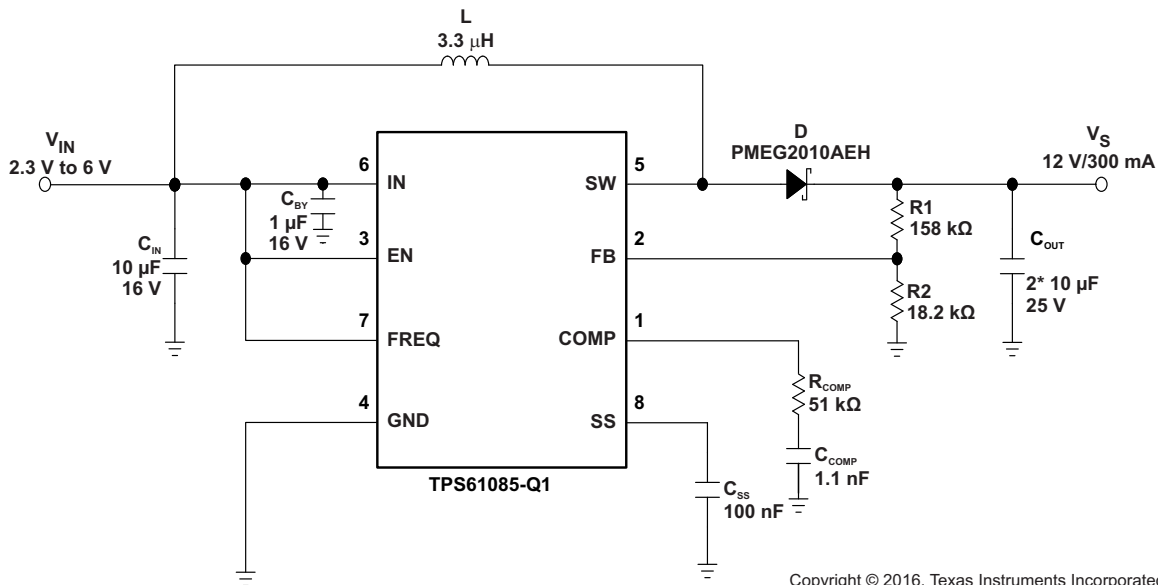 L
3.3 μH
V_IN
2.3 V to 6 V
D
PMEG2010AEH
V_S
12 V/300 mA
6
IN
SW
5
C_BY
1 μF
16 V
R1
158 kΩ
C_IN
10 μF
16 V
3
EN
FB
2
C_OUT
2* 10 μF
25 V
R2
18.2 kΩ
7
FREQ
COMP
1
R_COMP
51 kΩ
4
GND
SS
8
C_COMP
1.1 nF
TPS61085-Q1
C_SS
100 nF
Copyright © 2016, Texas Instruments Incorporated